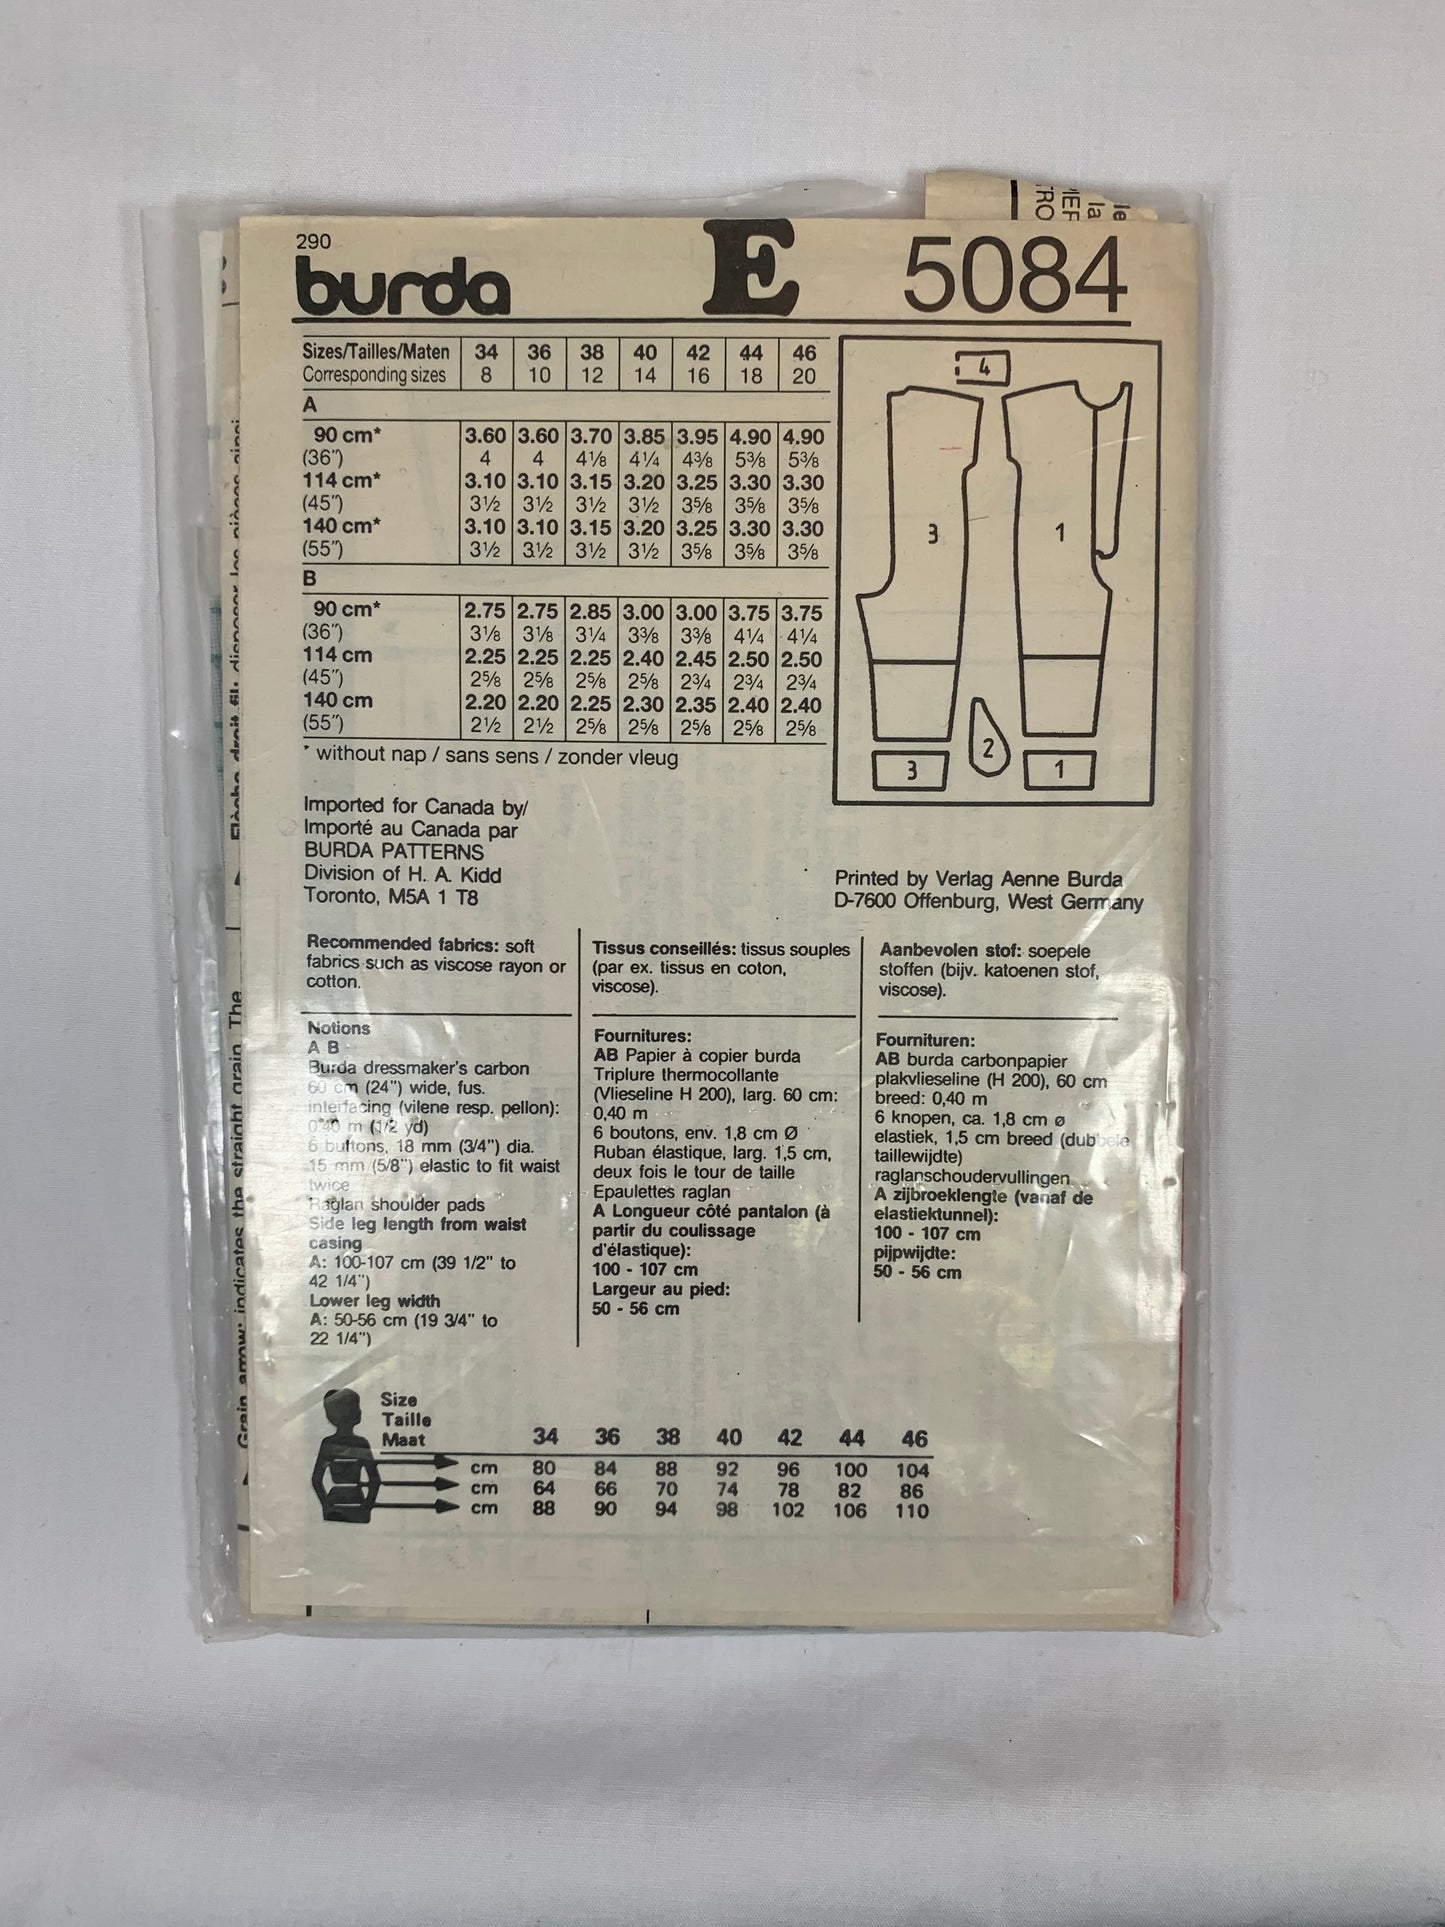 290
burda E 5084
Sizes/Tailles/Maten 34 36 38 40 42 44 46
Corresponding sizes 8 10 12 14 16 18 20
A
90 cm* 3.60 3.60 3.70 3.85 3.95 4.90 4.90
(36") 4 4 4⅛ 4¼ 4⅜ 5⅜ 5⅜
114 cm* 3.10 3.10 3.15 3.20 3.25 3.30 3.30
(45") 3½ 3½ 3½ 3½ 3⅝ 3⅝ 3⅝
140 cm* 3.10 3.10 3.15 3.20 3.25 3.30 3.30
(55") 3½ 3½ 3½ 3½ 3⅝ 3⅝ 3⅝
B
90 cm* 2.75 2.75 2.85 3.00 3.00 3.75 3.75
(36") 3⅛ 3⅛ 3¼ 3⅜ 3⅜ 4¼ 4¼
114 cm 2.25 2.25 2.25 2.40 2.45 2.50 2.50
(45") 2⅝ 2⅝ 2⅝ 2⅝ 2¾ 2¾ 2¾
140 cm 2.20 2.20 2.25 2.30 2.35 2.40 2.40
(55") 2½ 2½ 2⅝ 2⅝ 2⅝ 2⅝ 2⅝
* without nap / sans sens / zonder vleug
4
3 1
2
3 1
Imported for Canada by/
Importé au Canada par
BURDA PATTERNS
Division of H. A. Kidd
Toronto, M5A 1 T8
Printed by Verlag Aenne Burda
D-7600 Offenburg, West Germany
Recommended fabrics: soft
fabrics such as viscose rayon or
cotton.
Notions
A B
Burda dressmaker's carbon
60 cm (24") wide, fus.
interfacing (vilene resp. pellon):
0.40 m (1/2 yd)
6 buttons, 18 mm (3/4") dia.
15 mm (5/8") elastic to fit waist
twice
Raglan shoulder pads
Side leg length from waist
casing
A: 100-107 cm (39 1/2" to
42 1/4")
Lower leg width
A: 50-56 cm (19 3/4" to
22 1/4")
Tissus conseillés: tissus souples
(par ex. tissus en coton,
viscose).
Fournitures:
AB Papier à copier burda
Triplure thermocollante
(Vlieseline H 200), larg. 60 cm:
0,40 m
6 boutons, env. 1,8 cm Ø
Ruban élastique, larg. 1,5 cm,
deux fois le tour de taille
Epaulettes raglan
A Longueur côté pantalon (à
partir du coulissage
d'élastique):
100 - 107 cm
Largeur au pied:
50 - 56 cm
Aanbevolen stof: soepele
stoffen (bijv. katoenen stof,
viscose).
Fournituren:
AB burda carbonpapier
plakvlieseline (H 200), 60 cm
breed: 0,40 m
6 knopen, ca. 1,8 cm ø
elastiek, 1,5 cm breed (dubbele
taillewijdte)
raglanschoudervullingen
A zijbroeklengte (vanaf de
elastiektunnel):
100 - 107 cm
pijpwijdte:
50 - 56 cm
Size
Taille
Maat 34 36 38 40 42 44 46
cm 80 84 88 92 96 100 104
cm 64 66 70 74 78 82 86
cm 88 90 94 98 102 106 110
Grain arrow: indicates the straight grain. The